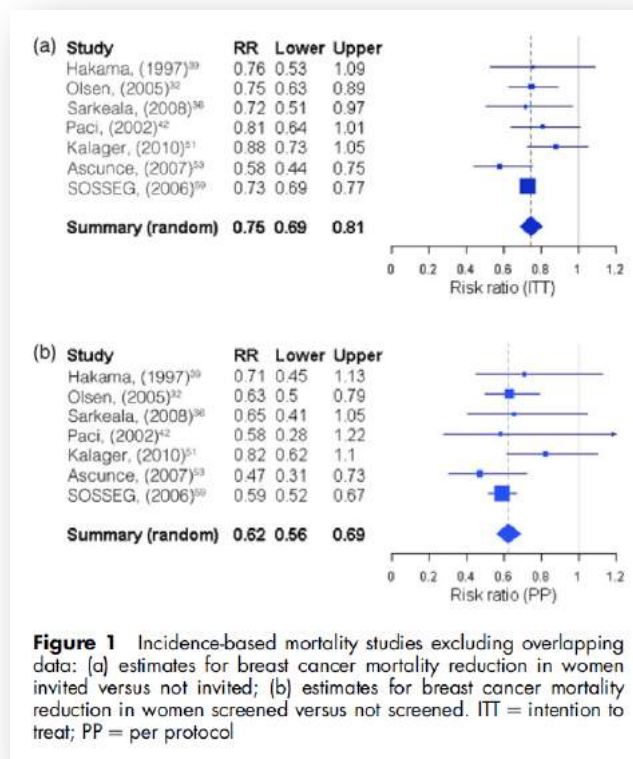 (a) Study RR Lower Upper
Hakama, (1997)³⁹ 0.76 0.53 1.09
Olsen, (2005)³² 0.75 0.63 0.89
Sarkeala, (2008)³⁶ 0.72 0.51 0.97
Paci, (2002)⁴² 0.81 0.64 1.01
Kalager, (2010)⁵¹ 0.88 0.73 1.05
Ascunce, (2007)⁵³ 0.58 0.44 0.75
SOSSEG, (2006)⁵⁹ 0.73 0.69 0.77
Summary (random) 0.75 0.69 0.81
0 0.2 0.4 0.6 0.8 1 1.2
Risk ratio (ITT)
(b) Study RR Lower Upper
Hakama, (1997)³⁹ 0.71 0.45 1.13
Olsen, (2005)³² 0.63 0.5 0.79
Sarkeala, (2008)³⁶ 0.65 0.41 1.05
Paci, (2002)⁴² 0.58 0.28 1.22
Kalager, (2010)⁵¹ 0.82 0.62 1.1
Ascunce, (2007)⁵³ 0.47 0.31 0.73
SOSSEG, (2006)⁵⁹ 0.59 0.52 0.67
Summary (random) 0.62 0.56 0.69
0 0.2 0.4 0.6 0.8 1 1.2
Risk ratio (PP)
Figure 1 Incidence-based mortality studies excluding overlapping
data: (a) estimates for breast cancer mortality reduction in women
invited versus not invited; (b) estimates for breast cancer mortality
reduction in women screened versus not screened. ITT = intention to
treat; PP = per protocol